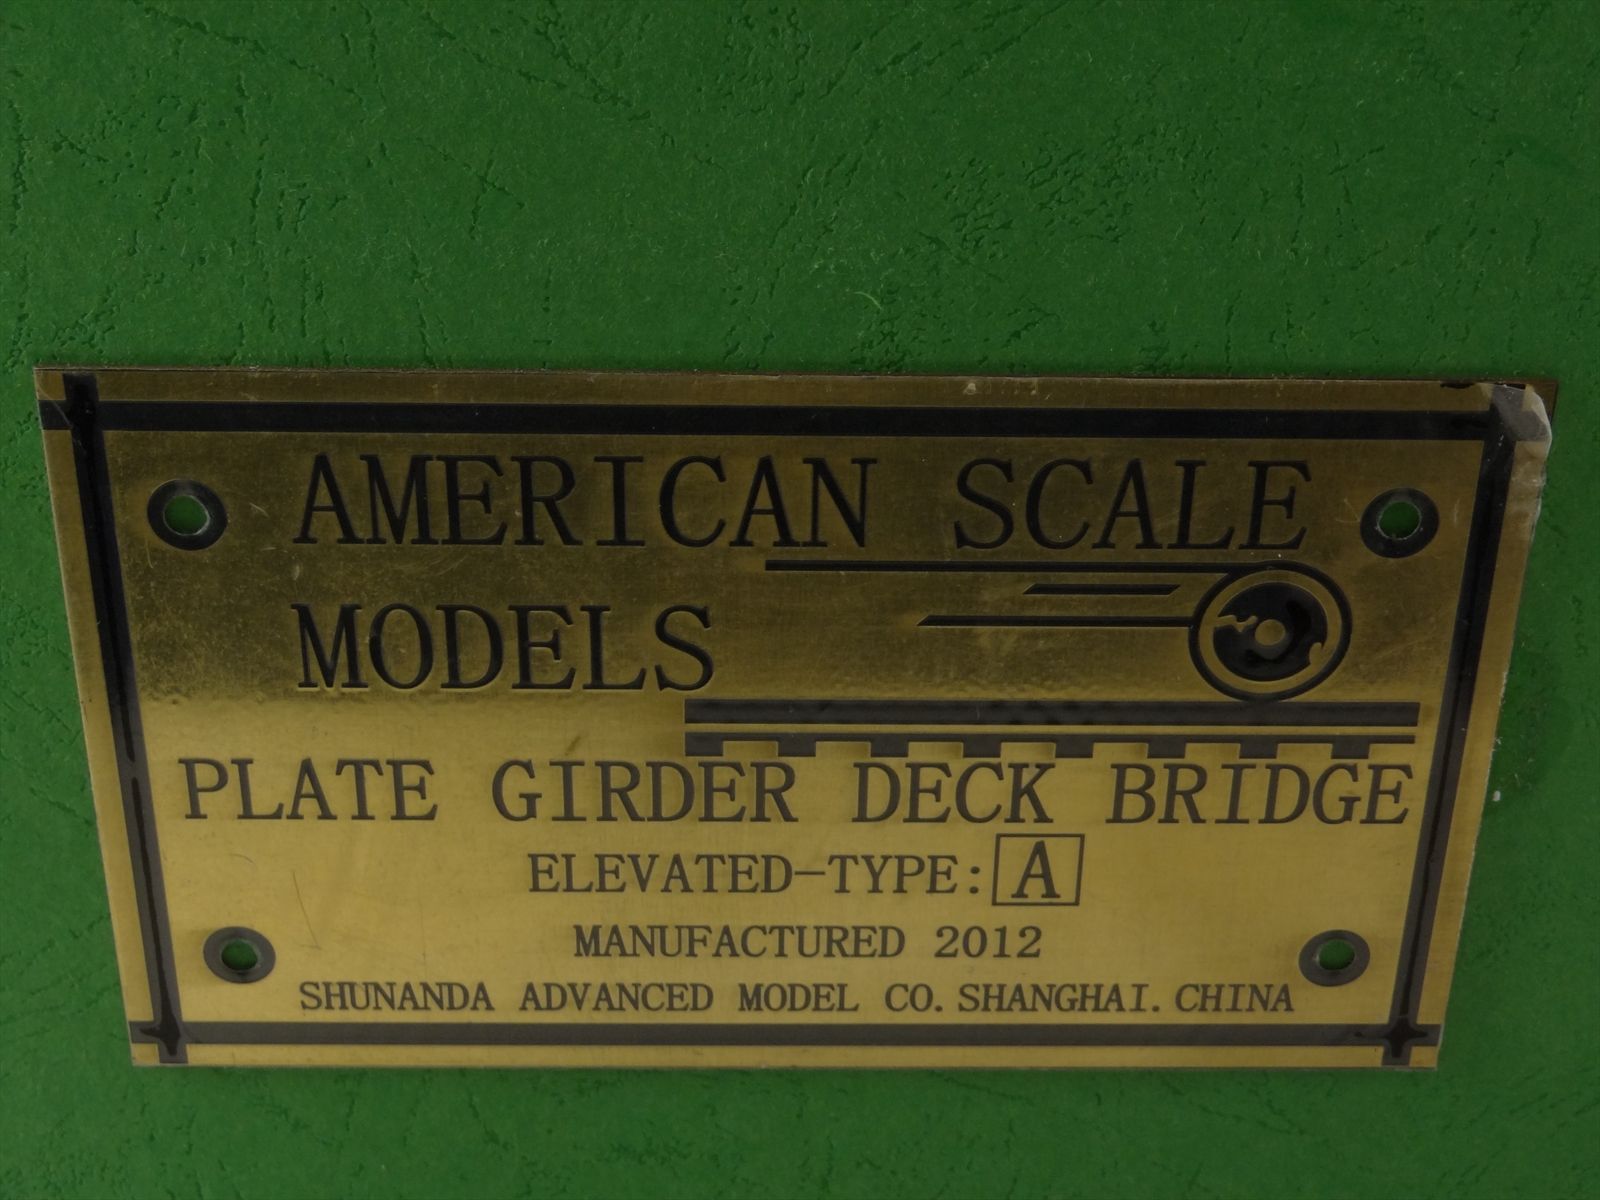 AMERICAN SCALE
MODELS
PLATE GIRDER DECK BRIDGE
ELEVATED-TYPE: A
MANUFACTURED 2012
SHUNANDA ADVANCED MODEL CO. SHANGHAI. CHINA